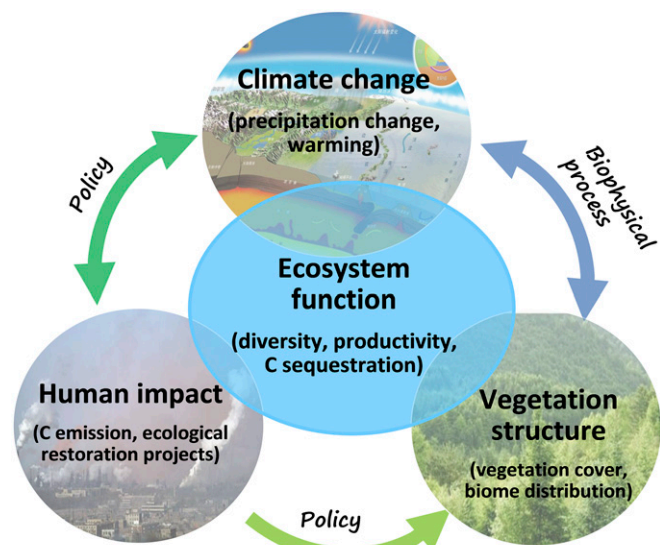 Climate change
(precipitation change,
warming)
Policy
Biophysical
process
Ecosystem
function
(diversity, productivity,
C sequestration)
Human impact
(C emission, ecological
restoration projects)
Vegetation
structure
(vegetation cover,
biome distribution)
Policy